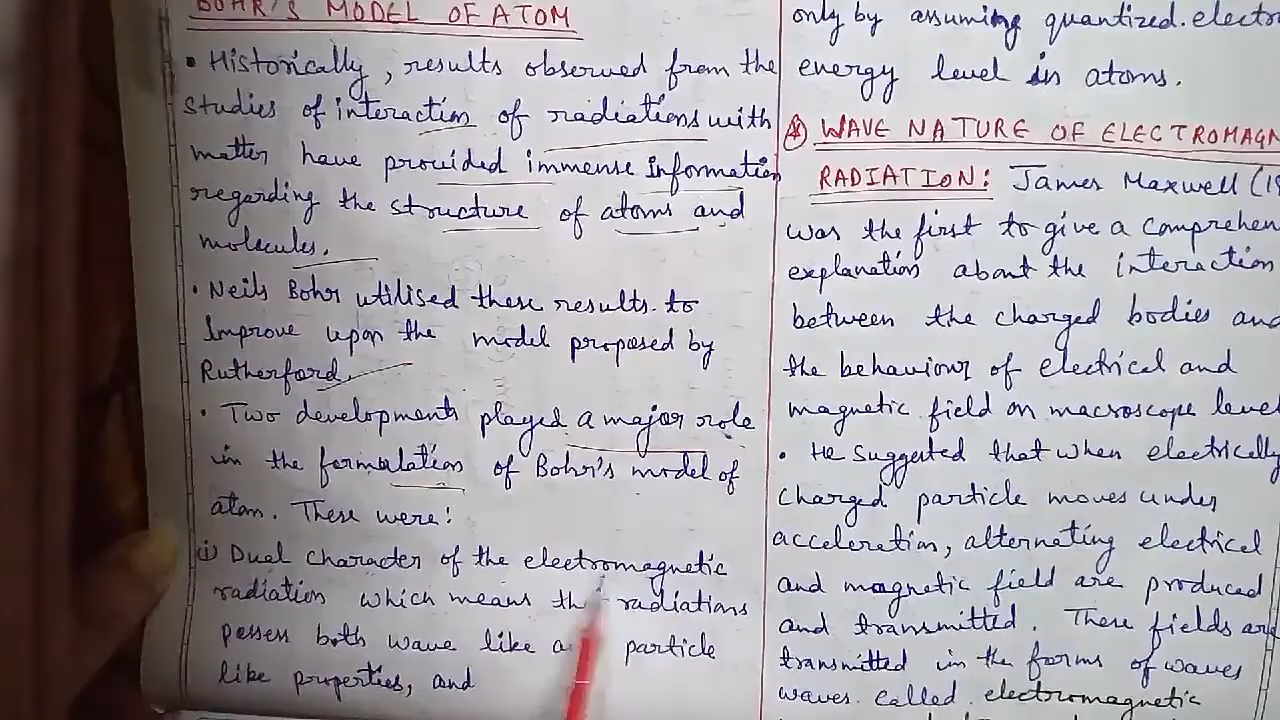 BOHR'S MODEL OF ATOM
• Historically, results observed from the
studies of interaction of radiations with
matter have provided immense information
regarding the structure of atoms and
molecules.
• Neils Bohr utilised these results to
Improve upon the model proposed by
Rutherford.
• Two developments played a major role
in the formulation of Bohr's model of
atom. These were:
i) Dual character of the electromagnetic
radiation which means radiations
possess both wave like particle
like properties, and
only by assuming quantized electro
energy level in atoms.
WAVE NATURE OF ELECTROMAGN
RADIATION: James Maxwell (18
was the first to give a comprehen
explanation about the interaction
between the charged bodies and
the behaviour of electrical and
magnetic field on macroscope level
• He suggested that when electrically
charged particle moves under
acceleration, alternating electrical
and magnetic field are produced
and transmitted. These fields are
transmitted in the forms of waves
waves called electromagnetic